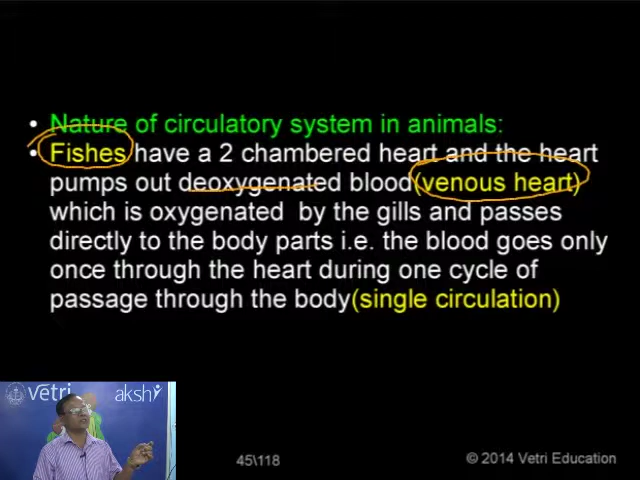 • Nature of circulatory system in animals:
• Fishes have a 2 chambered heart and the heart
pumps out deoxygenated blood(venous heart)
which is oxygenated by the gills and passes
directly to the body parts i.e. the blood goes only
once through the heart during one cycle of
passage through the body(single circulation)
vetri akshY
45\118
© 2014 Vetri Education